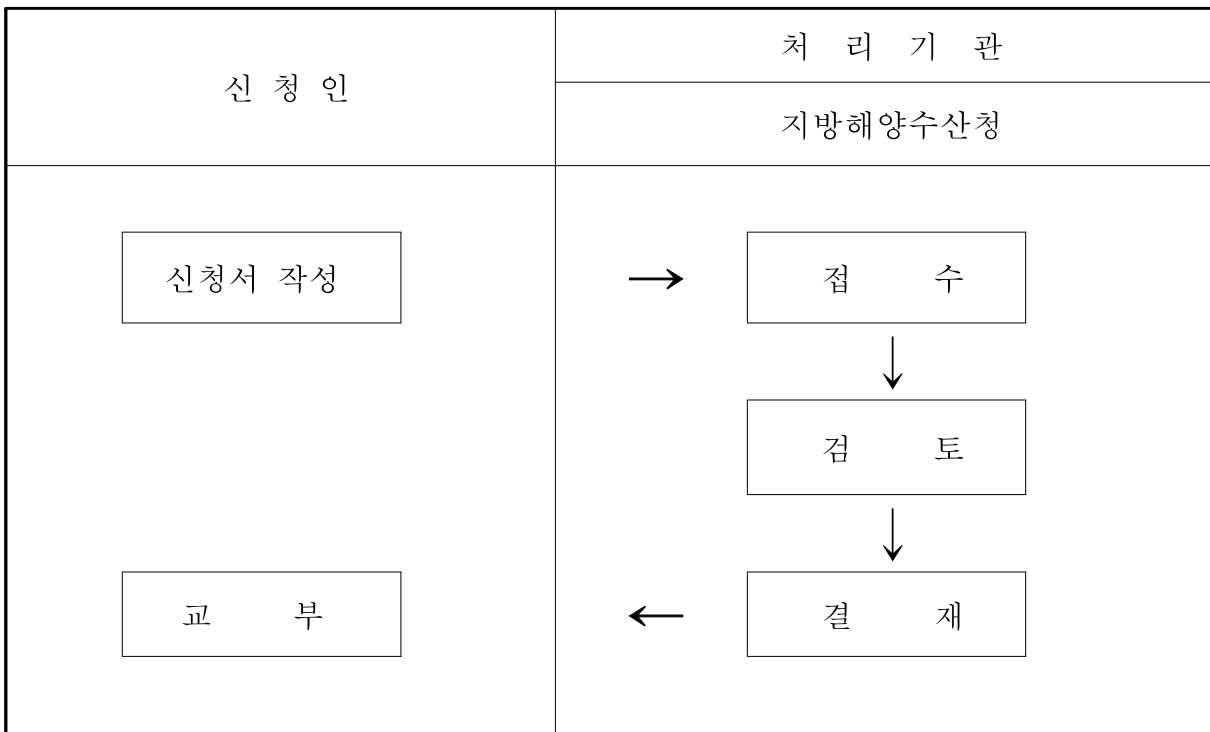 신 청 인
처 리 기 관
지방해양수산청
신청서 작성
→
접 수
↓
검 토
↓
교 부
←
결 재